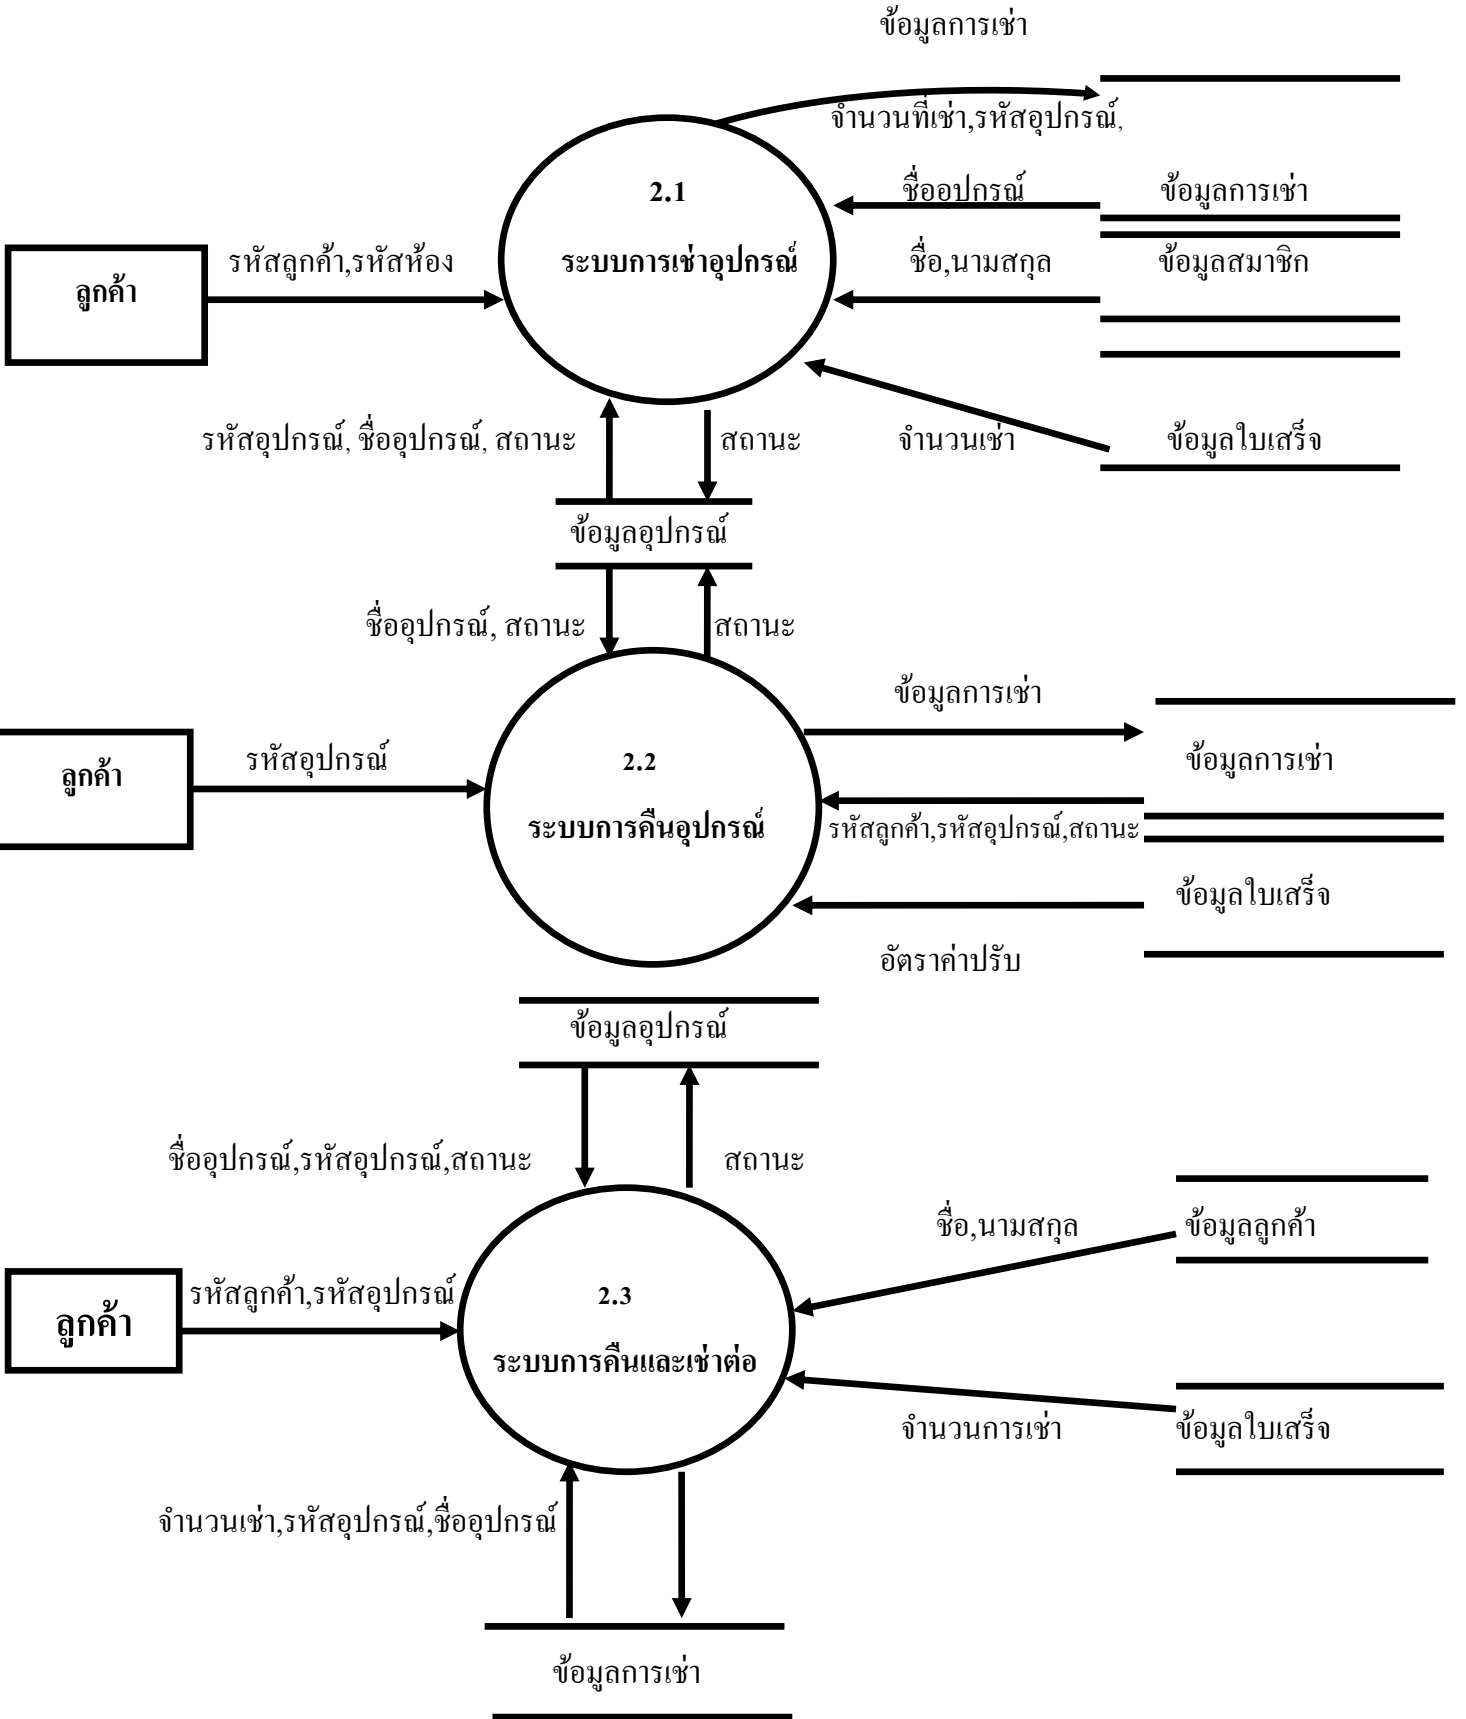 ข้อมูลการเช่า
จำนวนที่เช่า,รหัสอุปกรณ์,
2.1
ชื่ออุปกรณ์
ข้อมูลการเช่า
ลูกค้า
รหัสลูกค้า,รหัสห้อง
ระบบการเช่าอุปกรณ์
ชื่อ,นามสกุล
ข้อมูลสมาชิก
รหัสอุปกรณ์, ชื่ออุปกรณ์, สถานะ
สถานะ
จำนวนเช่า
ข้อมูลใบเสร็จ
ข้อมูลอุปกรณ์
ชื่ออุปกรณ์, สถานะ
สถานะ
ข้อมูลการเช่า
ลูกค้า
รหัสอุปกรณ์
2.2
ข้อมูลการเช่า
ระบบการคืนอุปกรณ์
รหัสลูกค้า,รหัสอุปกรณ์,สถานะ
ข้อมูลใบเสร็จ
อัตราค่าปรับ
ข้อมูลอุปกรณ์
ชื่ออุปกรณ์,รหัสอุปกรณ์,สถานะ
สถานะ
ชื่อ,นามสกุล
ข้อมูลลูกค้า
ลูกค้า
รหัสลูกค้า,รหัสอุปกรณ์
2.3
ระบบการคืนและเช่าต่อ
จำนวนการเช่า
ข้อมูลใบเสร็จ
จำนวนเช่า,รหัสอุปกรณ์,ชื่ออุปกรณ์
ข้อมูลการเช่า